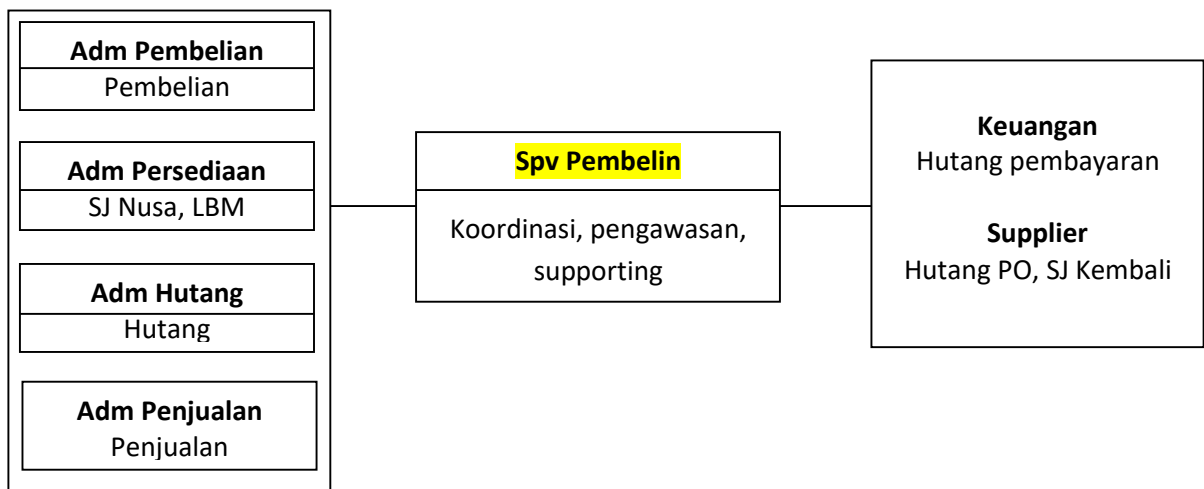 Adm Pembelian
Pembelian
Adm Persediaan
SJ Nusa, LBM
Adm Hutang
Hutang
Adm Penjualan
Penjualan
Spv Pembelin
Koordinasi, pengawasan,
supporting
Keuangan
Hutang pembayaran
Supplier
Hutang PO, SJ Kembali